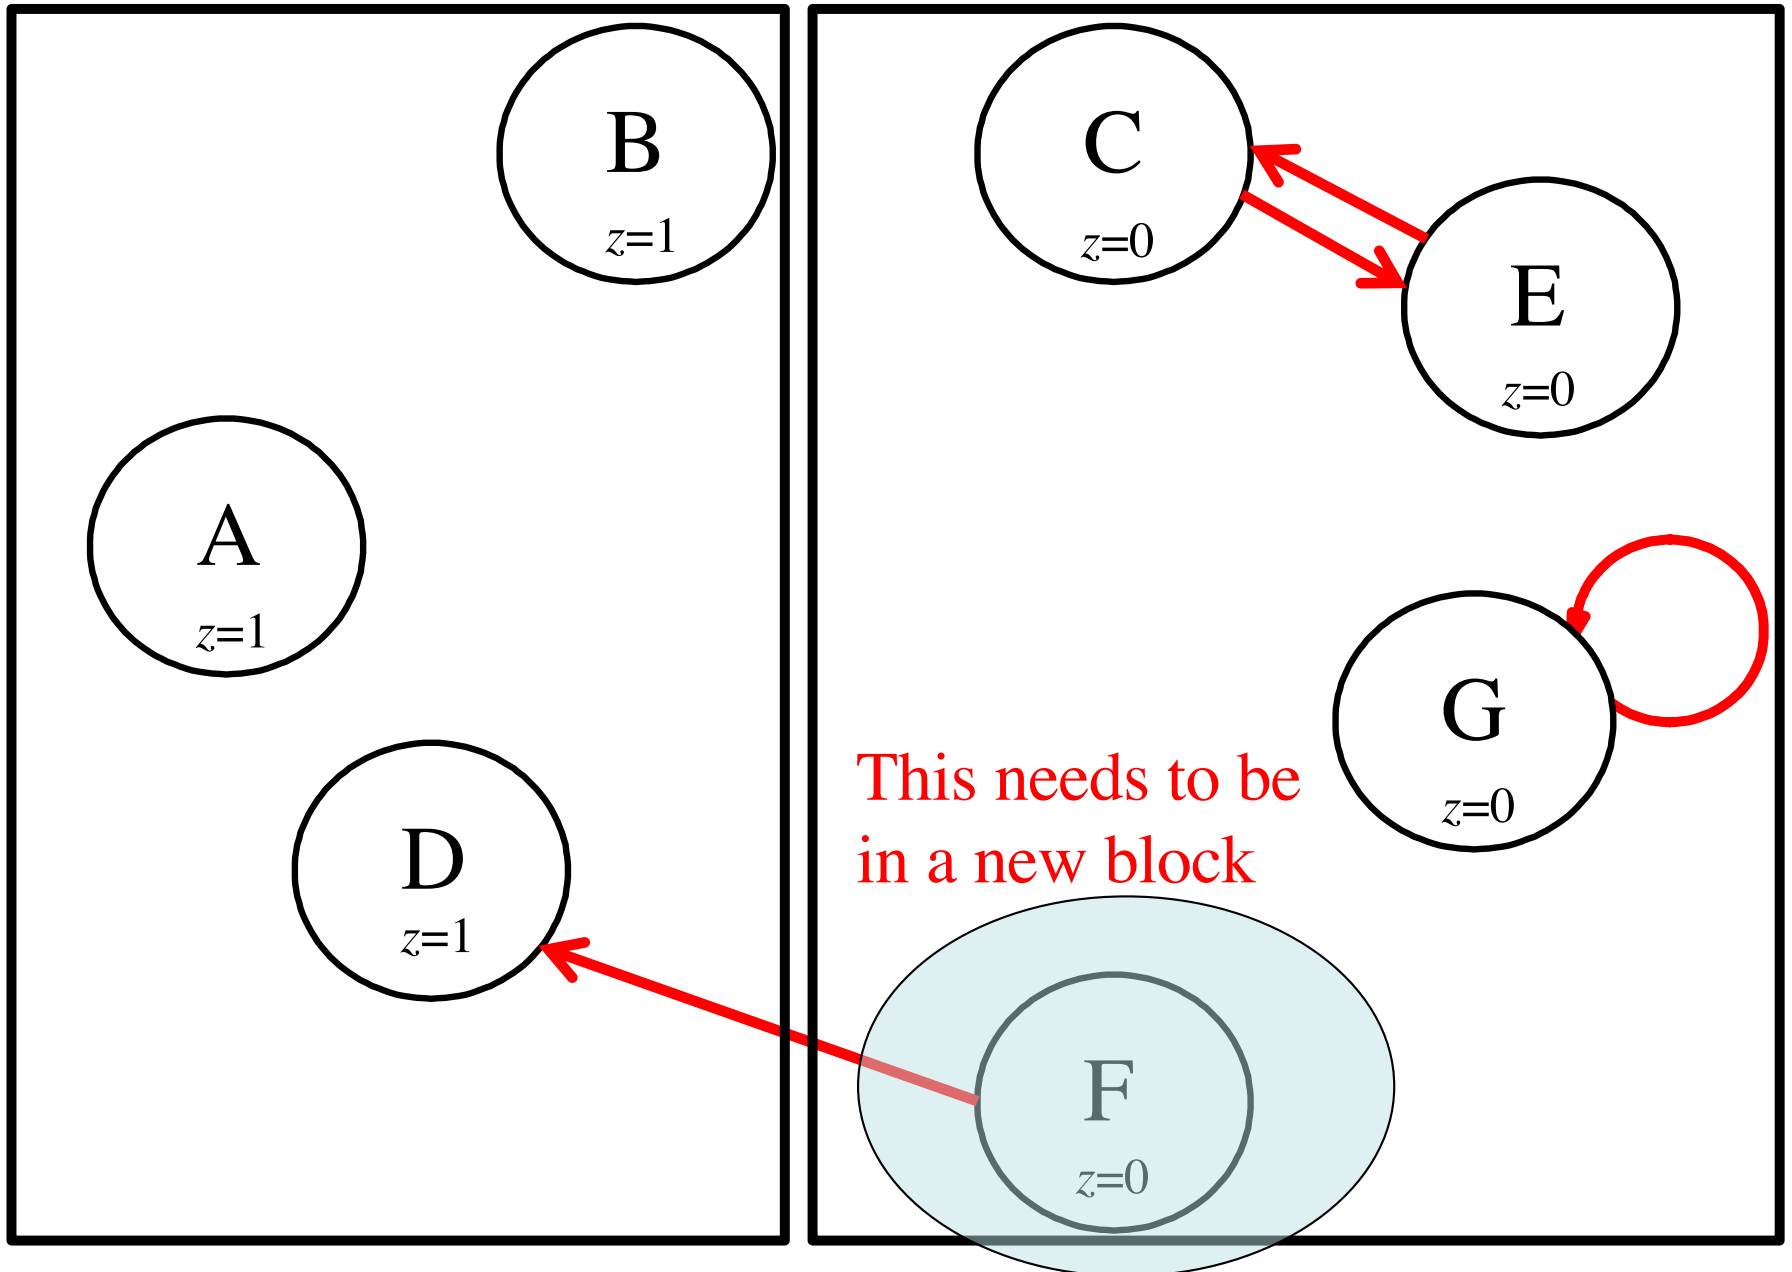 B
z=1
A
z=1
D
z=1
C
z=0
E
z=0
G
z=0
This needs to be
in a new block
F
z=0